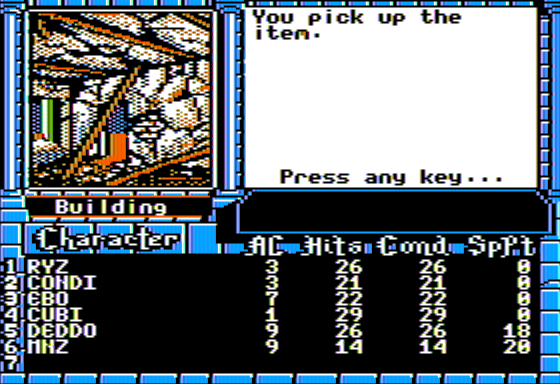 You pick up the
item.
Press any key...
Building
Character AC Hits Cond SpPt
1 RYZ 3 26 26 0
2 CONDI 3 21 21 0
3 EBO 7 22 22 0
4 CUBI 1 29 29 0
5 DEDDO 9 26 26 18
6 MNZ 9 14 14 20
7